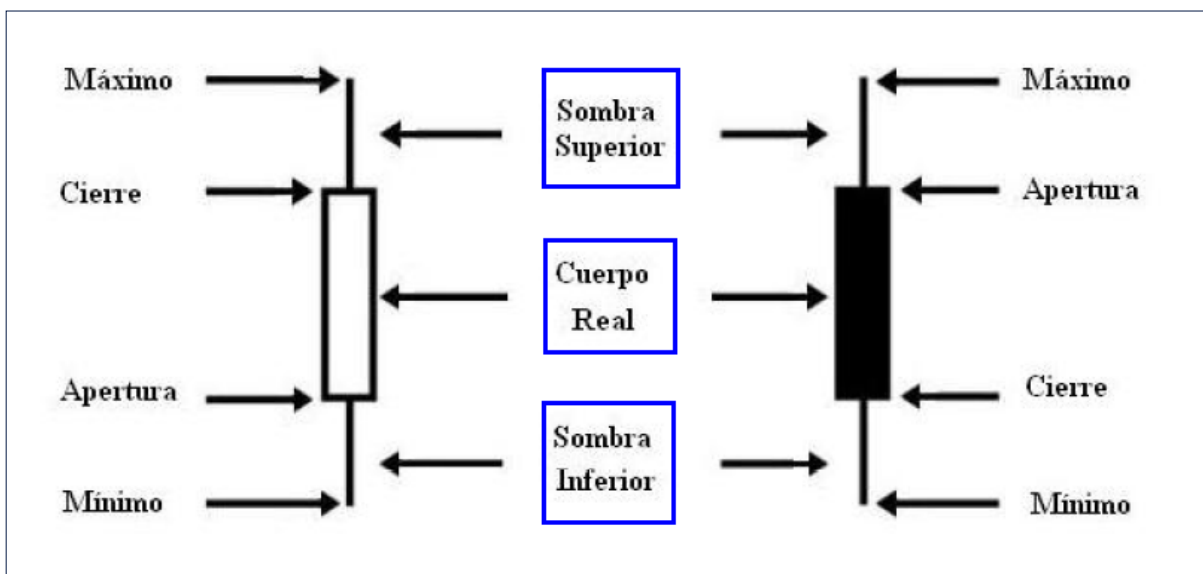 Máximo
Cierre
Apertura
Mínimo
Sombra
Superior
Cuerpo
Real
Sombra
Inferior
Máximo
Apertura
Cierre
Mínimo